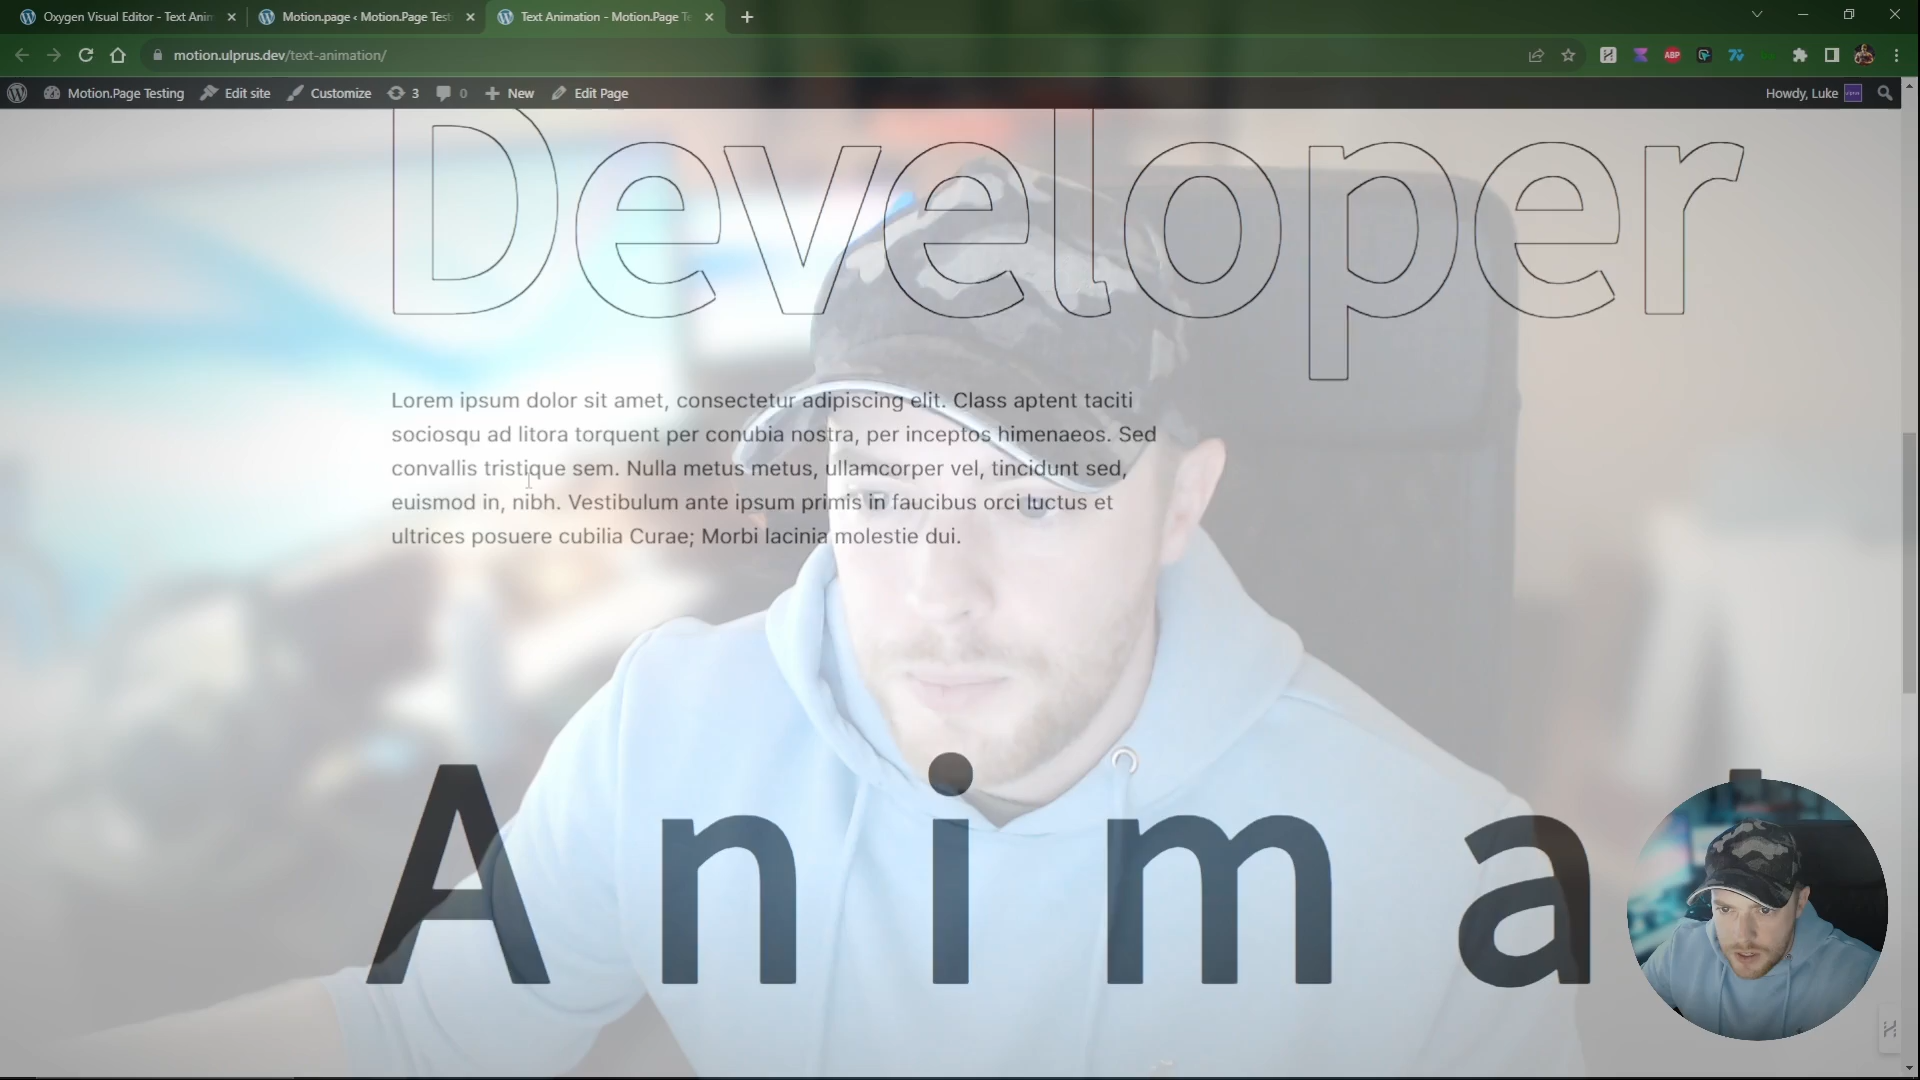 Oxygen Visual Editor - Text Anim
Motion.page ‹ Motion.Page Test
Text Animation - Motion.Page Te
motion.ulprus.dev/text-animation/
ABP
Motion.Page Testing
Edit site
Customize
3
0
New
Edit Page
Howdy, Luke
Developer
Lorem ipsum dolor sit amet, consectetur adipiscing elit. Class aptent taciti
sociosqu ad litora torquent per conubia nostra, per inceptos himenaeos. Sed
convallis tristique sem. Nulla metus metus, ullamcorper vel, tincidunt sed,
euismod in, nibh. Vestibulum ante ipsum primis in faucibus orci luctus et
ultrices posuere cubilia Curae; Morbi lacinia molestie dui.
Anima